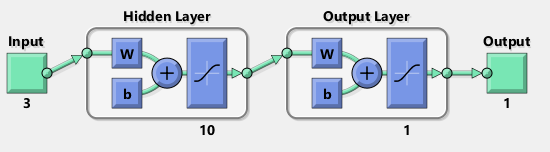 Hidden Layer
Output Layer
Input
Output
W
W
b
b
3
10
1
1